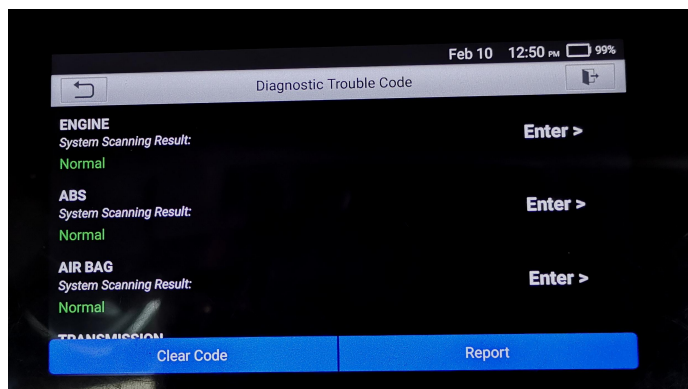 Feb 10 12:50 PM 99%
Diagnostic Trouble Code
ENGINE
System Scanning Result:
Enter >
Normal
ABS
System Scanning Result:
Enter >
Normal
AIR BAG
System Scanning Result:
Enter >
Normal
TRANSMISSION
Clear Code Report